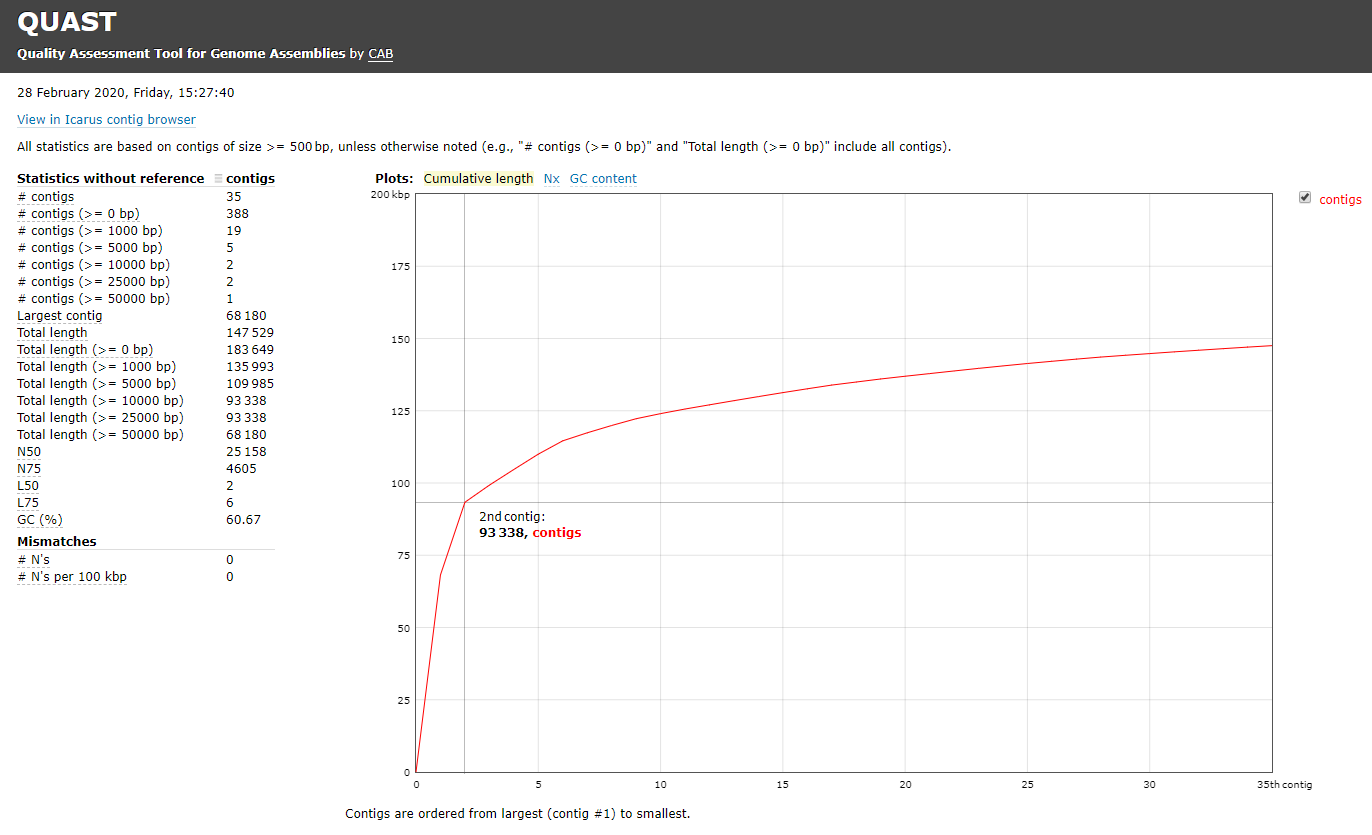 QUAST
Quality Assessment Tool for Genome Assemblies by CAB
28 February 2020, Friday, 15:27:40
View in Icarus contig browser
All statistics are based on contigs of size >= 500 bp, unless otherwise noted (e.g., "# contigs (>= 0 bp)" and "Total length (>= 0 bp)" include all contigs).
Statistics without reference contigs
# contigs 35
# contigs (>= 0 bp) 388
# contigs (>= 1000 bp) 19
# contigs (>= 5000 bp) 5
# contigs (>= 10000 bp) 2
# contigs (>= 25000 bp) 2
# contigs (>= 50000 bp) 1
Largest contig 68 180
Total length 147 529
Total length (>= 0 bp) 183 649
Total length (>= 1000 bp) 135 993
Total length (>= 5000 bp) 109 985
Total length (>= 10000 bp) 93 338
Total length (>= 25000 bp) 93 338
Total length (>= 50000 bp) 68 180
N50 25 158
N75 4605
L50 2
L75 6
GC (%) 60.67
Mismatches
# N's 0
# N's per 100 kbp 0
Plots: Cumulative length Nx GC content
200 kbp
175
150
125
100
75
50
25
0
2nd contig:
93 338, contigs
0 5 10 15 20 25 30 35th contig
contigs
Contigs are ordered from largest (contig #1) to smallest.